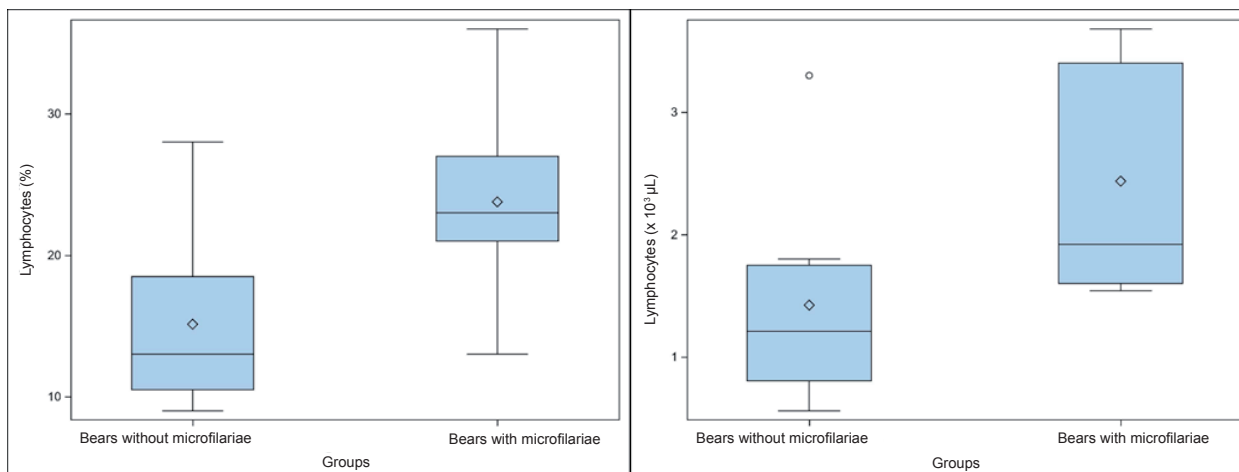 Lymphocytes (%)
30
20
10
Bears without microfilariae
Bears with microfilariae
Groups
Lymphocytes (x 10³ µL)
3
2
1
Bears without microfilariae
Bears with microfilariae
Groups